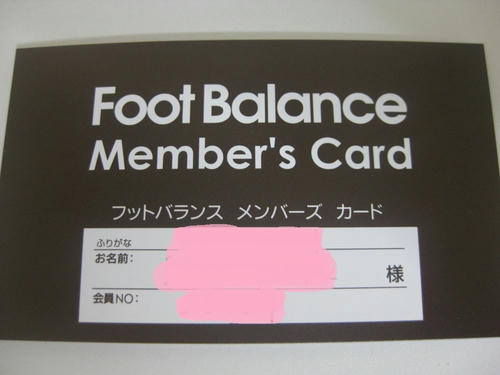 Foot Balance
Member's Card
フットバランス メンバーズ カード
ふりがな
お名前: 様
会員NO: